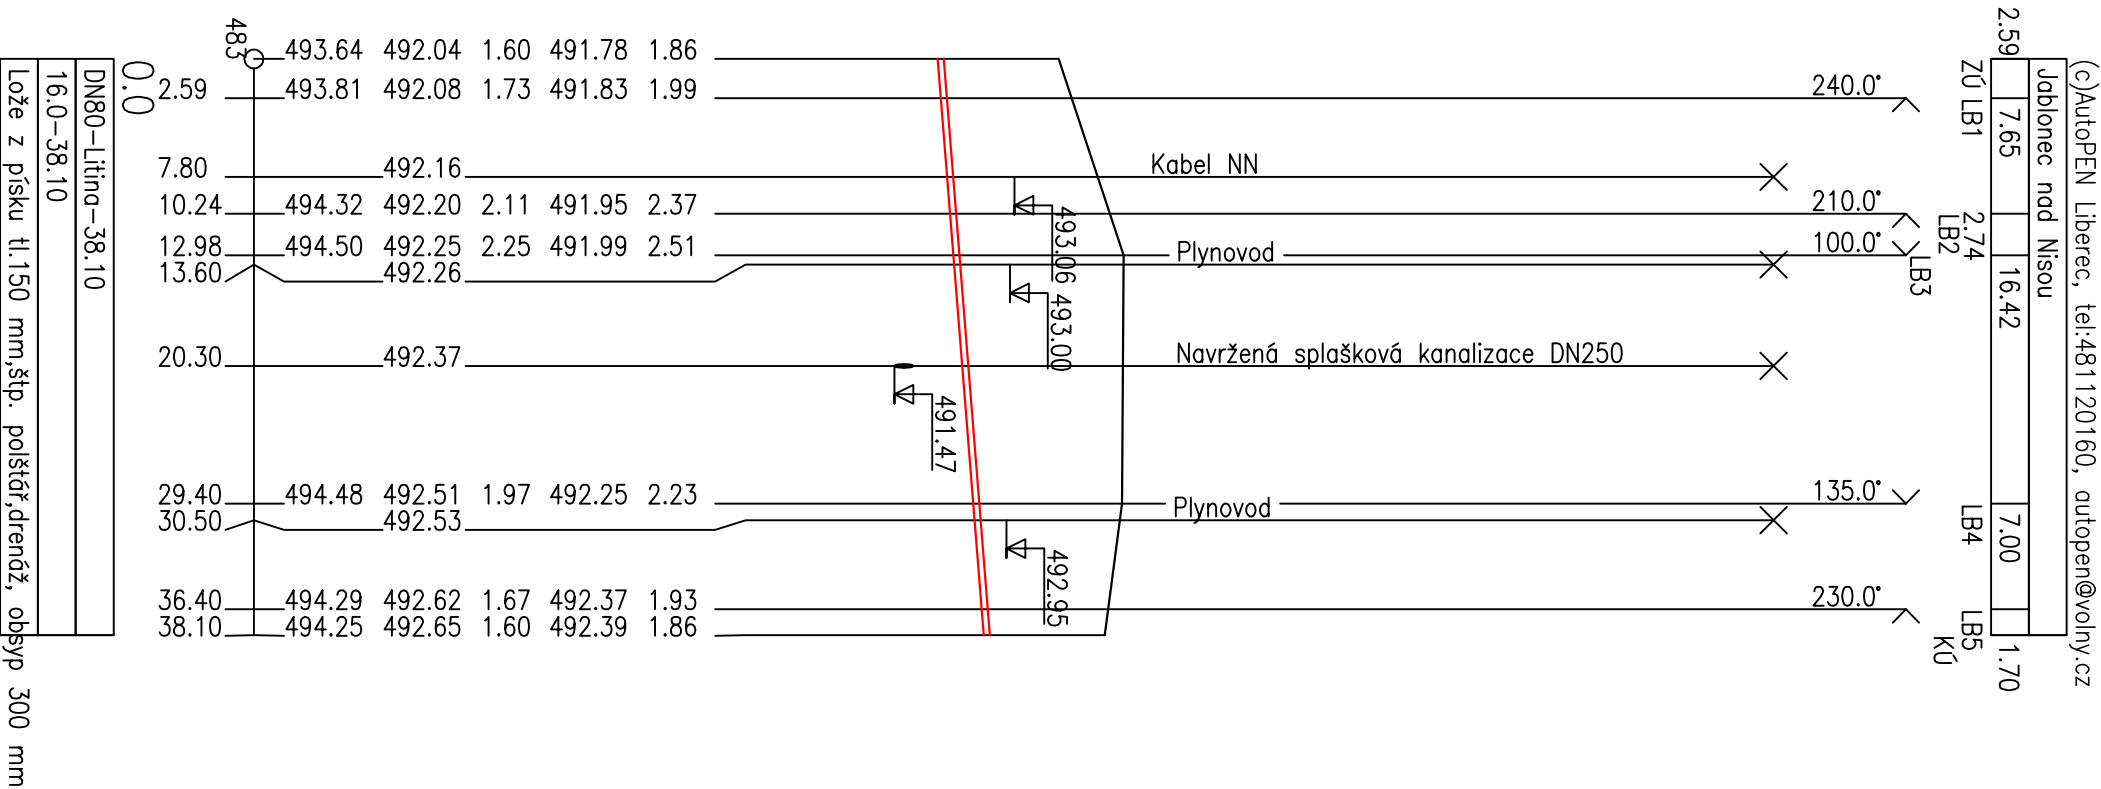 (c)AutoPEN Liberec, tel:481120160, autopen@volny.cz
Jablonec nad Nisou
2.59 7.65 2.74 16.42 7.00 1.70
ZÚ LB1 LB2 LB3 LB4 LB5 KÚ
483 493.64 492.04 1.60 491.78 1.86
2.59 493.81 492.08 1.73 491.83 1.99 240.0°
7.80 492.16 Kabel NN
493.06
10.24 494.32 492.20 2.11 491.95 2.37 210.0°
12.98 494.50 492.25 2.25 491.99 2.51 100.0°
13.60 492.26 Plynovod
493.00
20.30 492.37 Navržená splašková kanalizace DN250
491.47
29.40 494.48 492.51 1.97 492.25 2.23 135.0°
30.50 492.53 Plynovod
492.95
36.40 494.29 492.62 1.67 492.37 1.93 230.0°
38.10 494.25 492.65 1.60 492.39 1.86
0.0
DN80-Litina-38.10
16.0-38.10
Lože z písku tl.150 mm,štp. polštář,drenáž, obsyp 300 mm